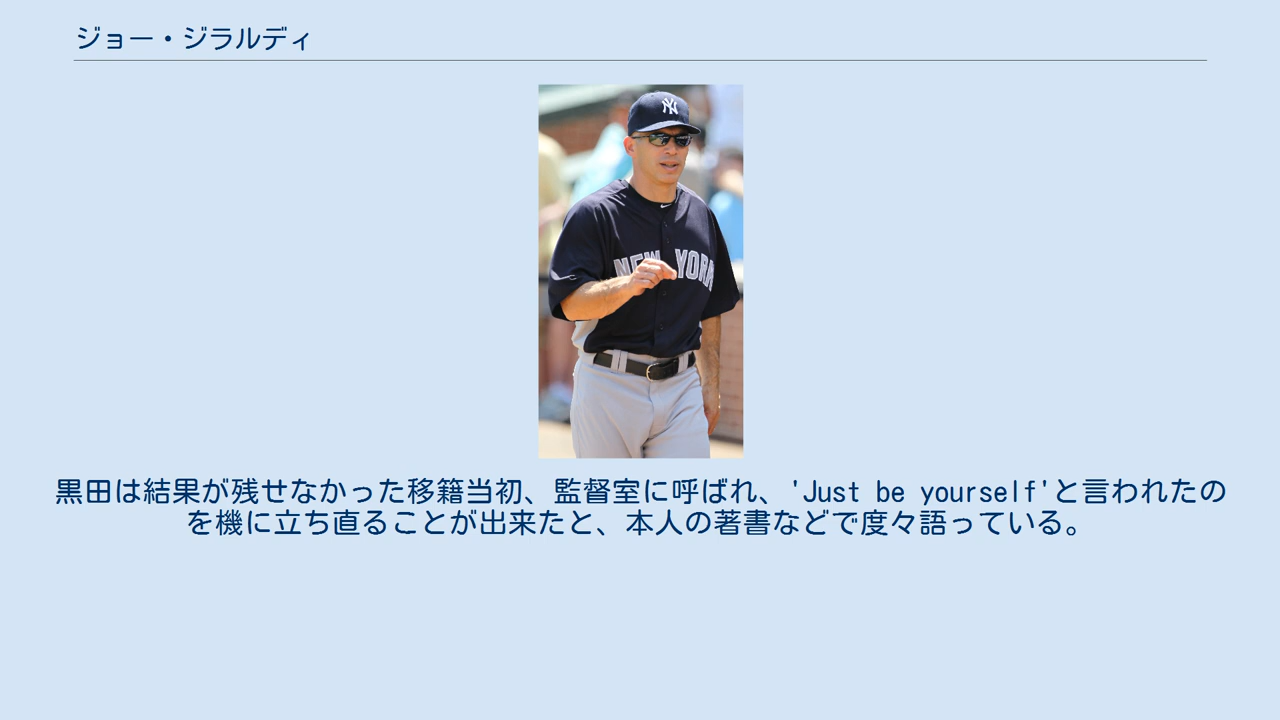 ジョー・ジラルディ
NY
NEW YORK
黒田は結果が残せなかった移籍当初、監督室に呼ばれ、'Just be yourself'と言われたの
を機に立ち直ることが出来たと、本人の著書などで度々語っている。